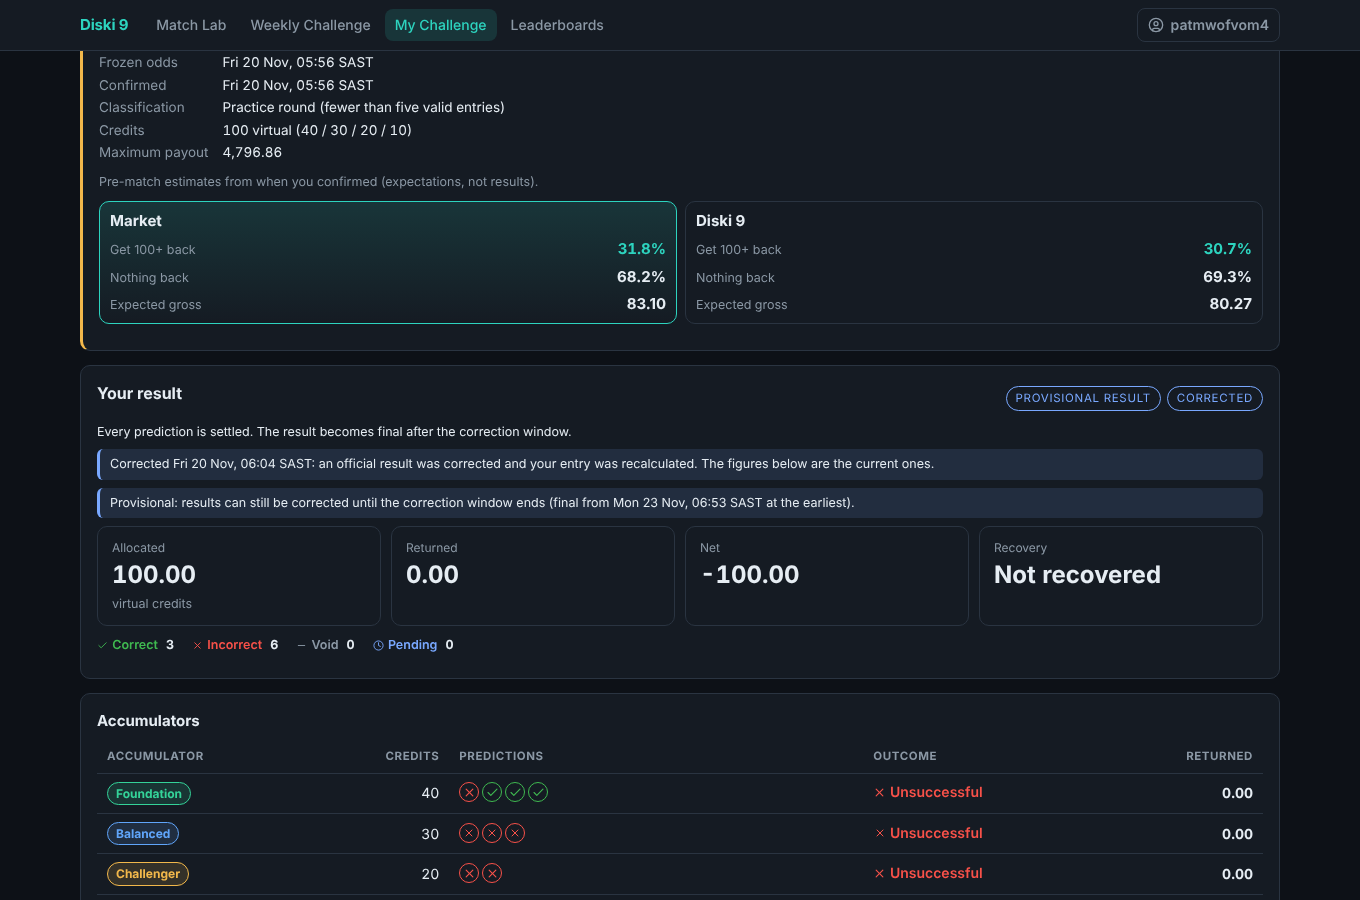 Diski 9 Match Lab Weekly Challenge My Challenge Leaderboards patmwofvom4
Frozen odds Fri 20 Nov, 05:56 SAST
Confirmed Fri 20 Nov, 05:56 SAST
Classification Practice round (fewer than five valid entries)
Credits 100 virtual (40 / 30 / 20 / 10)
Maximum payout 4,796.86
Pre-match estimates from when you confirmed (expectations, not results).
Market
Get 100+ back 31.8%
Nothing back 68.2%
Expected gross 83.10
Diski 9
Get 100+ back 30.7%
Nothing back 69.3%
Expected gross 80.27
Your result PROVISIONAL RESULT CORRECTED
Every prediction is settled. The result becomes final after the correction window.
Corrected Fri 20 Nov, 06:04 SAST: an official result was corrected and your entry was recalculated. The figures below are the current ones.
Provisional: results can still be corrected until the correction window ends (final from Mon 23 Nov, 06:53 SAST at the earliest).
Allocated
100.00
virtual credits
Returned
0.00
Net
-100.00
Recovery
Not recovered
Correct 3 Incorrect 6 Void 0 Pending 0
Accumulators
ACCUMULATOR CREDITS PREDICTIONS OUTCOME RETURNED
Foundation 40 Unsuccessful 0.00
Balanced 30 Unsuccessful 0.00
Challenger 20 Unsuccessful 0.00